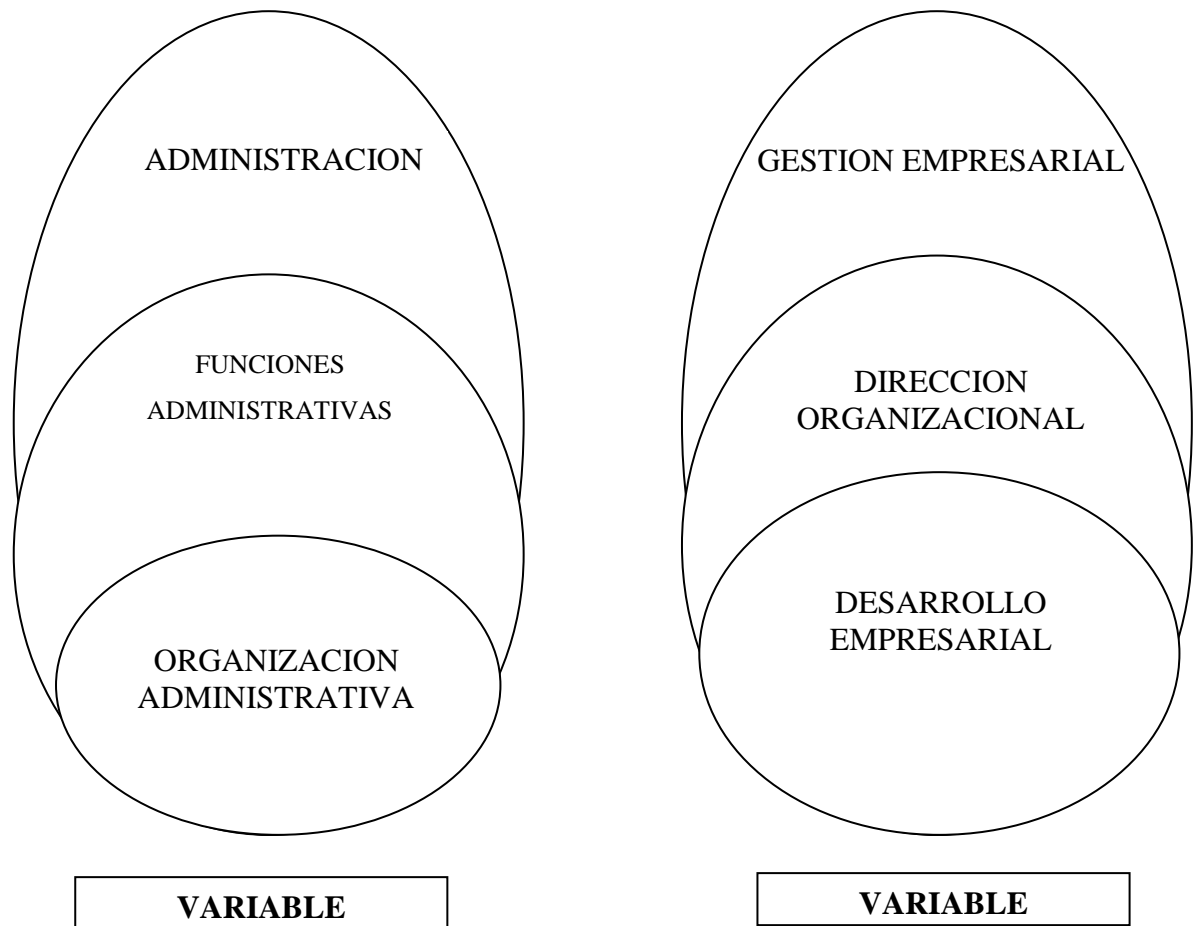 ADMINISTRACION
FUNCIONES
ADMINISTRATIVAS
ORGANIZACION
ADMINISTRATIVA
VARIABLE
GESTION EMPRESARIAL
DIRECCION
ORGANIZACIONAL
DESARROLLO
EMPRESARIAL
VARIABLE